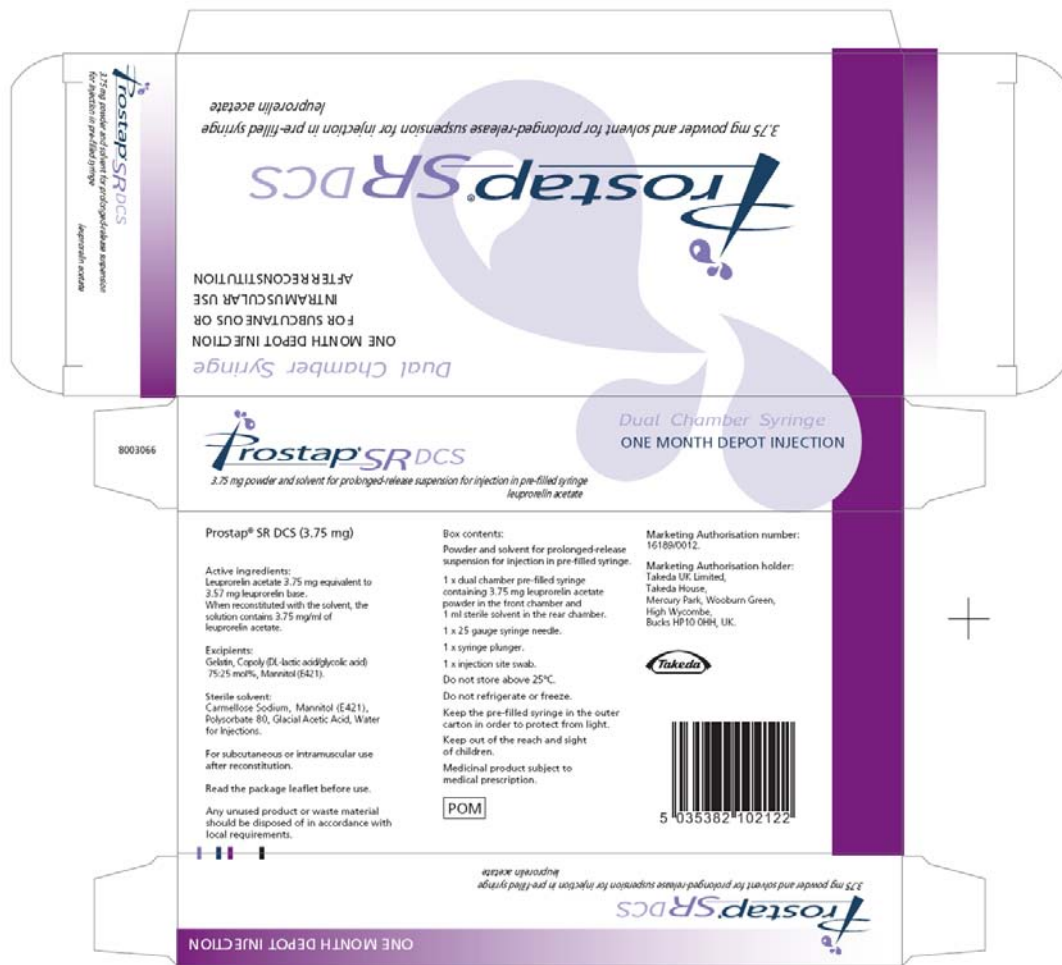 Prostap® SR DCS
3.75 mg powder and solvent for prolonged-release suspension
for injection in pre-filled syringe
leuprorelin acetate
Prostap® SR DCS
3.75 mg powder and solvent for prolonged-release suspension for injection in pre-filled syringe
leuprorelin acetate
Dual Chamber Syringe
ONE MONTH DEPOT INJECTION
FOR SUBCUTANEOUS OR
INTRAMUSCULAR USE
AFTER RECONSTITUTION
8003066
Prostap® SR DCS
3.75 mg powder and solvent for prolonged-release suspension for injection in pre-filled syringe
leuprorelin acetate
Dual Chamber Syringe
ONE MONTH DEPOT INJECTION
Prostap® SR DCS (3.75 mg)
Active ingredients:
Leuprorelin acetate 3.75 mg equivalent to
3.57 mg leuprorelin base.
When reconstituted with the solvent, the
solution contains 3.75 mg/ml of
leuprorelin acetate.
Excipients:
Gelatin, Copoly (DL-lactic acid/glycolic acid)
75:25 mol%, Mannitol (E421).
Sterile solvent:
Carmellose Sodium, Mannitol (E421),
Polysorbate 80, Glacial Acetic Acid, Water
for Injections.
For subcutaneous or intramuscular use
after reconstitution.
Read the package leaflet before use.
Any unused product or waste material
should be disposed of in accordance with
local requirements.
Box contents:
Powder and solvent for prolonged-release
suspension for injection in pre-filled syringe.
1 x dual chamber pre-filled syringe
containing 3.75 mg leuprorelin acetate
powder in the front chamber and
1 ml sterile solvent in the rear chamber.
1 x 25 gauge syringe needle.
1 x syringe plunger.
1 x injection site swab.
Do not store above 25°C.
Do not refrigerate or freeze.
Keep the pre-filled syringe in the outer
carton in order to protect from light.
Keep out of the reach and sight
of children.
Medicinal product subject to
medical prescription.
POM
Marketing Authorisation number:
16189/0012.
Marketing Authorisation holder:
Takeda UK Limited,
Takeda House,
Mercury Park, Wooburn Green,
High Wycombe,
Bucks HP10 0HH, UK.
Takeda
5 035382 102122
Prostap® SR DCS
3.75 mg powder and solvent for prolonged-release suspension for injection in pre-filled syringe
leuprorelin acetate
ONE MONTH DEPOT INJECTION